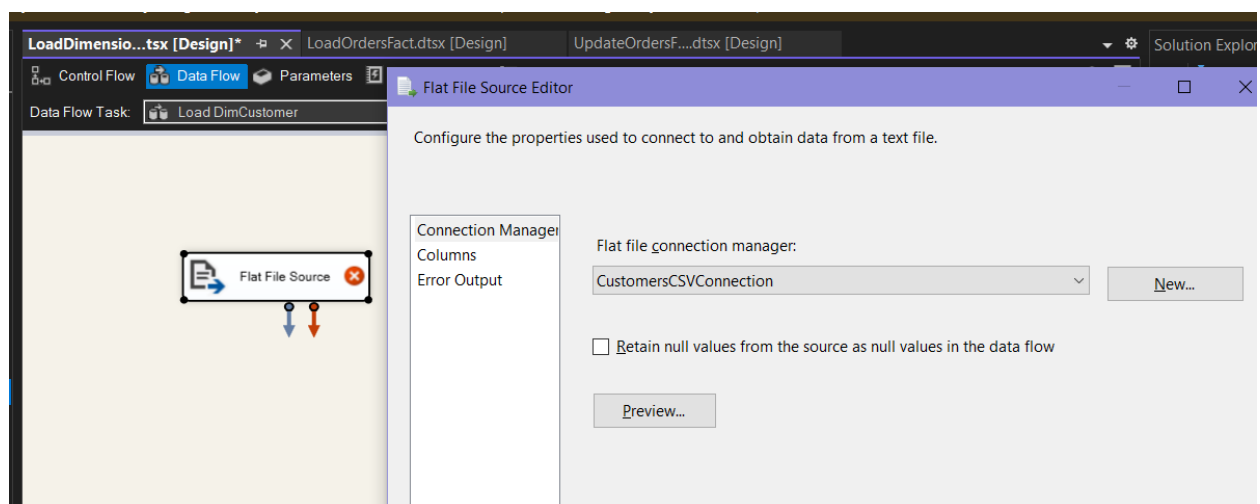 LoadDimensio...tsx [Design]*
LoadOrdersFact.dtsx [Design]
UpdateOrdersF....dtsx [Design]
Solution Explor
Control Flow
Data Flow
Parameters
Data Flow Task:
Load DimCustomer
Flat File Source
Flat File Source Editor
Configure the properties used to connect to and obtain data from a text file.
Connection Manager
Columns
Error Output
Flat file connection manager:
CustomersCSVConnection
New...
Retain null values from the source as null values in the data flow
Preview...